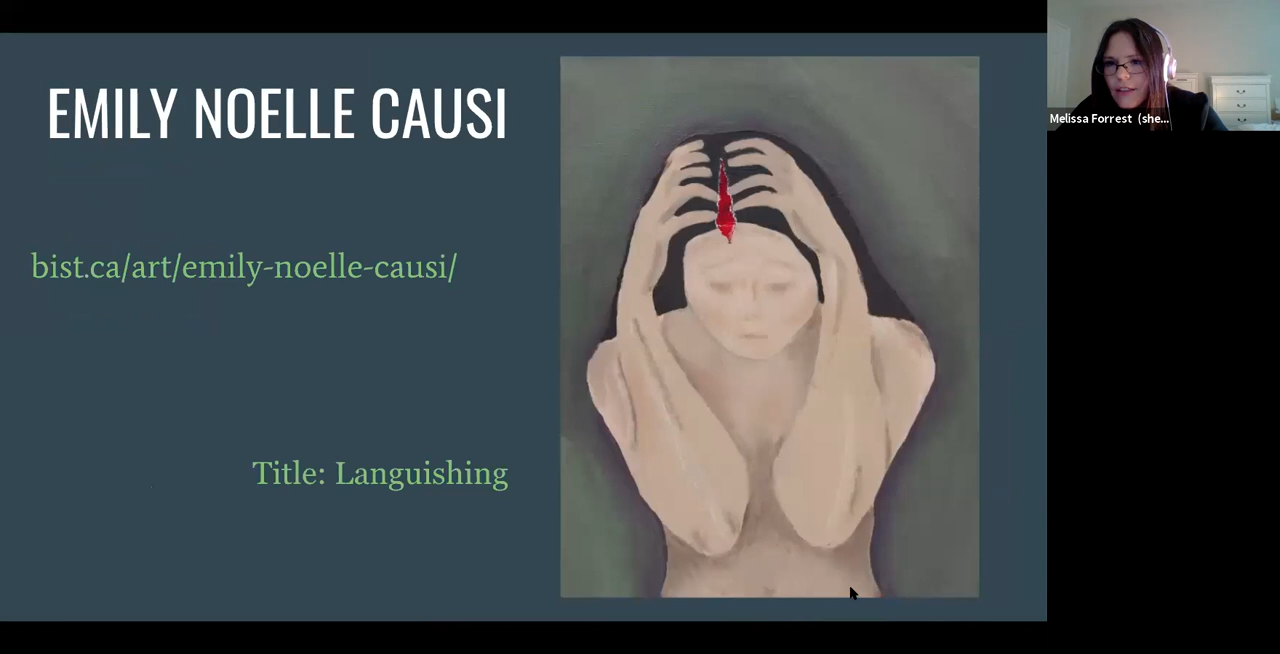 EMILY NOELLE CAUSI
bist.ca/art/emily-noelle-causi/
Title: Languishing
Melissa Forrest (she...